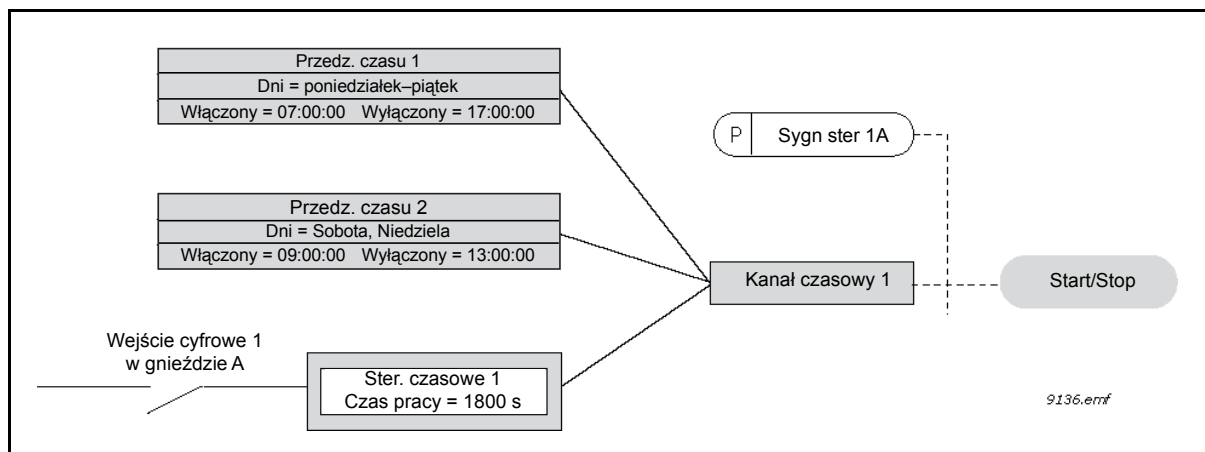 Przedz. czasu 1
Dni = poniedziałek–piątek
Włączony = 07:00:00 Wyłączony = 17:00:00
P Sygn ster 1A
Przedz. czasu 2
Dni = Sobota, Niedziela
Włączony = 09:00:00 Wyłączony = 13:00:00
Kanał czasowy 1
Start/Stop
Wejście cyfrowe 1
w gnieździe A
Ster. czasowe 1
Czas pracy = 1800 s
9136.emf